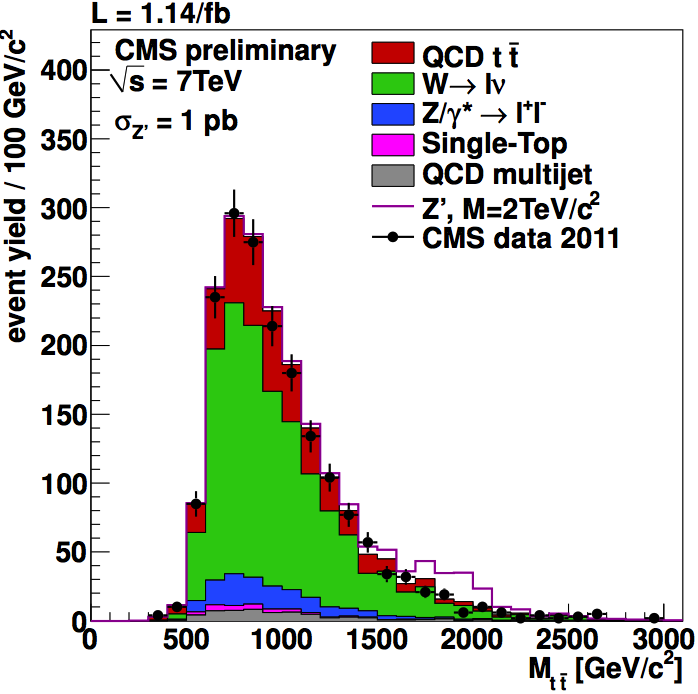 L = 1.14/fb
CMS preliminary
√s = 7TeV
σZ' = 1 pb
QCD t t̄
W→ lν
Z/γ* → l⁺l⁻
Single-Top
QCD multijet
Z', M=2TeV/c²
CMS data 2011
event yield / 100 GeV/c²
400
350
300
250
200
150
100
50
0
0 500 1000 1500 2000 2500 3000
M t t̄ [GeV/c²]